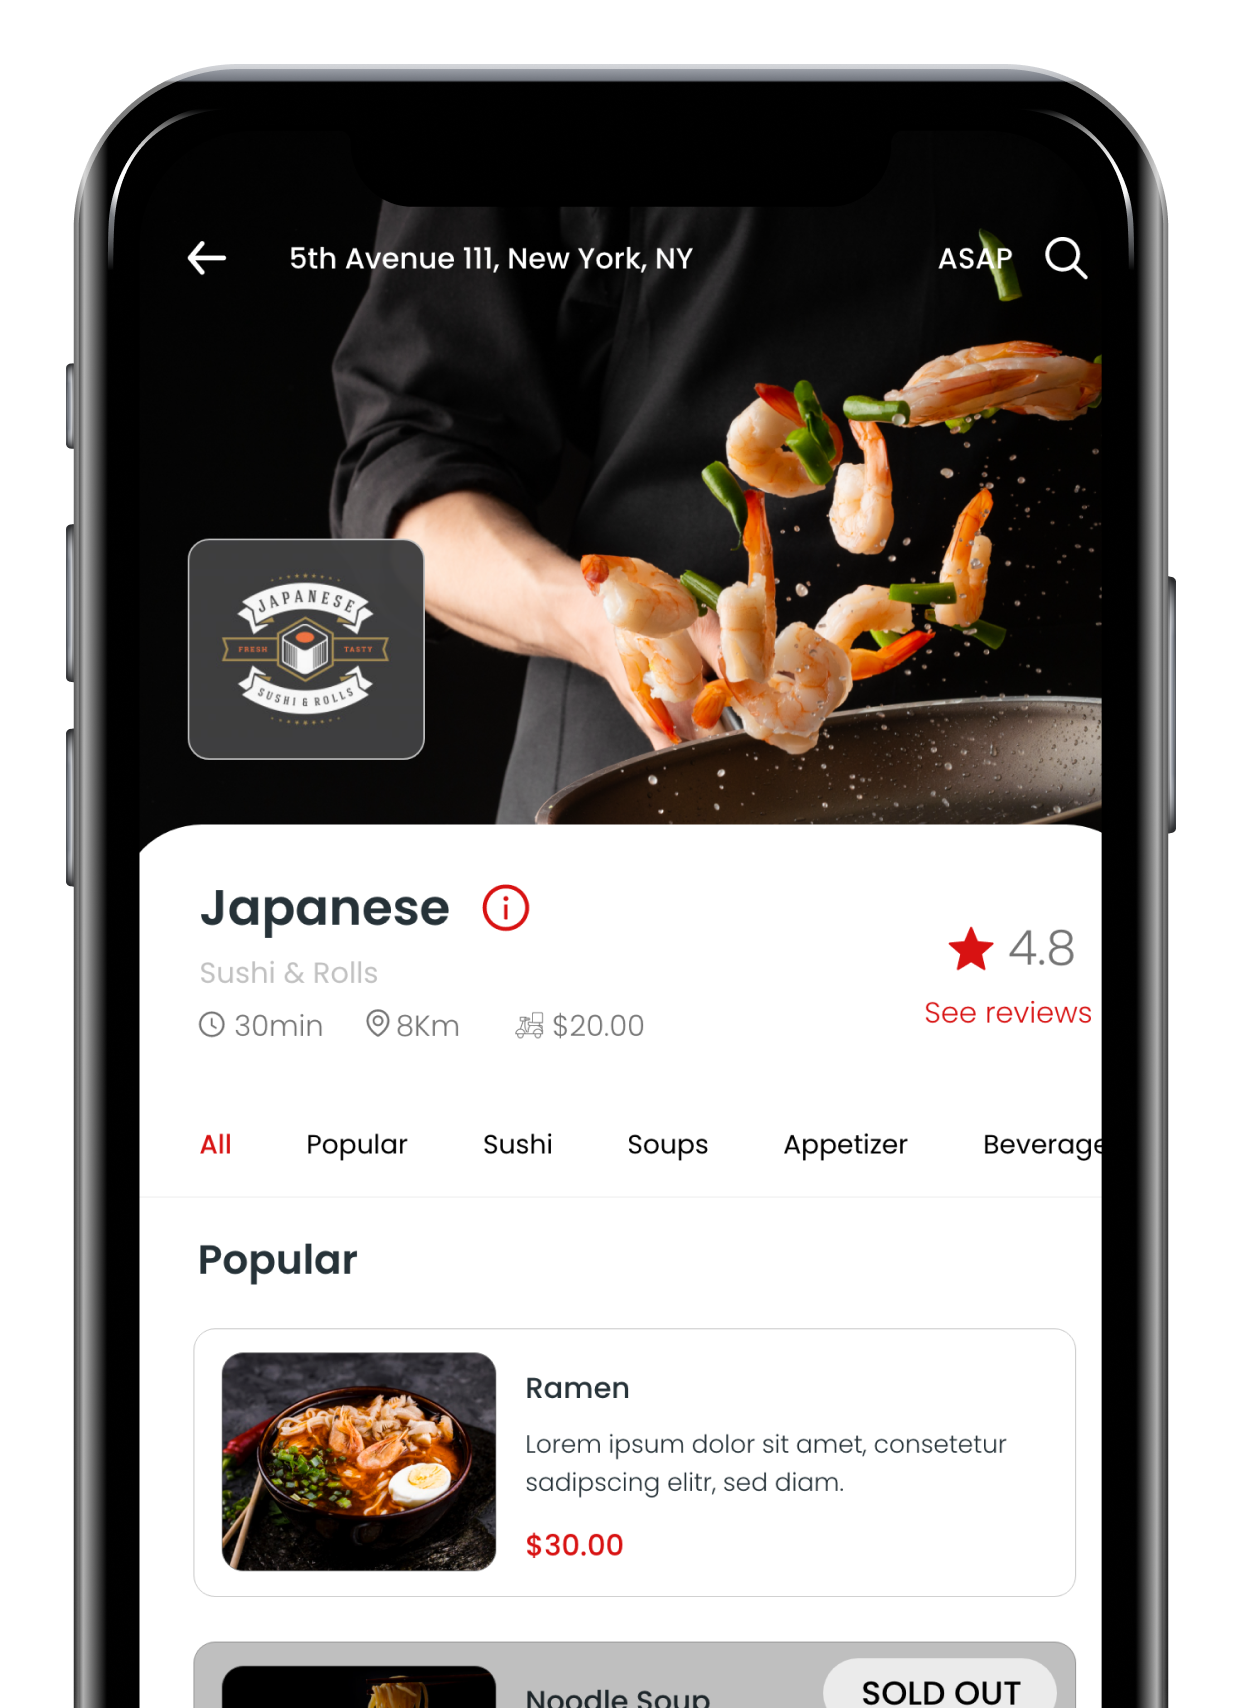 5th Avenue 111, New York, NY
ASAP
JAPANESE
FRESH TASTY
SUSHI & ROLLS
Japanese
4.8
Sushi & Rolls
See reviews
30min 8Km $20.00
All Popular Sushi Soups Appetizer Beverage
Popular
Ramen
Lorem ipsum dolor sit amet, consetetur
sadipscing elitr, sed diam.
$30.00
SOLD OUT
Noodle Soup